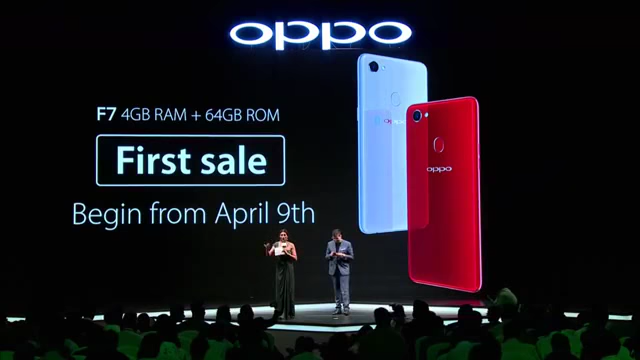 oppo
F7 4GB RAM + 64GB ROM
First sale
Begin from April 9th
oppo
oppo